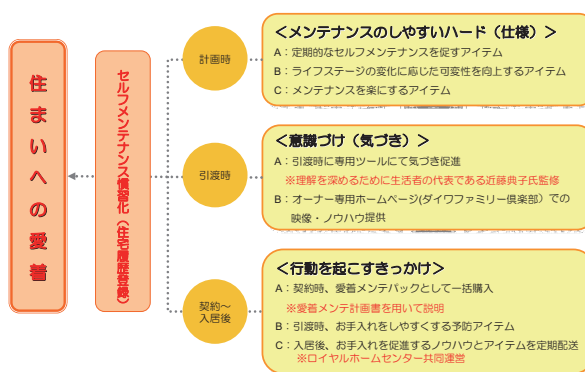 住まいへの愛着
セルフメンテナンス慣習化（住宅履歴登録）
計画時
＜メンテナンスのしやすいハード（仕様）＞
A：定期的なセルフメンテナンスを促すアイテム
B：ライフステージの変化に応じた可変性を向上するアイテム
C：メンテナンスを楽にするアイテム
引渡時
＜意識づけ（気づき）＞
A：引渡時に専用ツールにて気づき促進
※理解を深めるために生活者の代表である近藤典子氏監修
B：オーナー専用ホームページ(ダイワファミリー倶楽部）での
映像・ノウハウ提供
契約～
入居後
＜行動を起こすきっかけ＞
A：契約時、愛着メンテパックとして一括購入
※愛着メンテ計画書を用いて説明
B：引渡時、お手入れをしやすくする予防アイテム
C：入居後、お手入れを促進するノウハウとアイテムを定期配送
※ロイヤルホームセンター共同運営